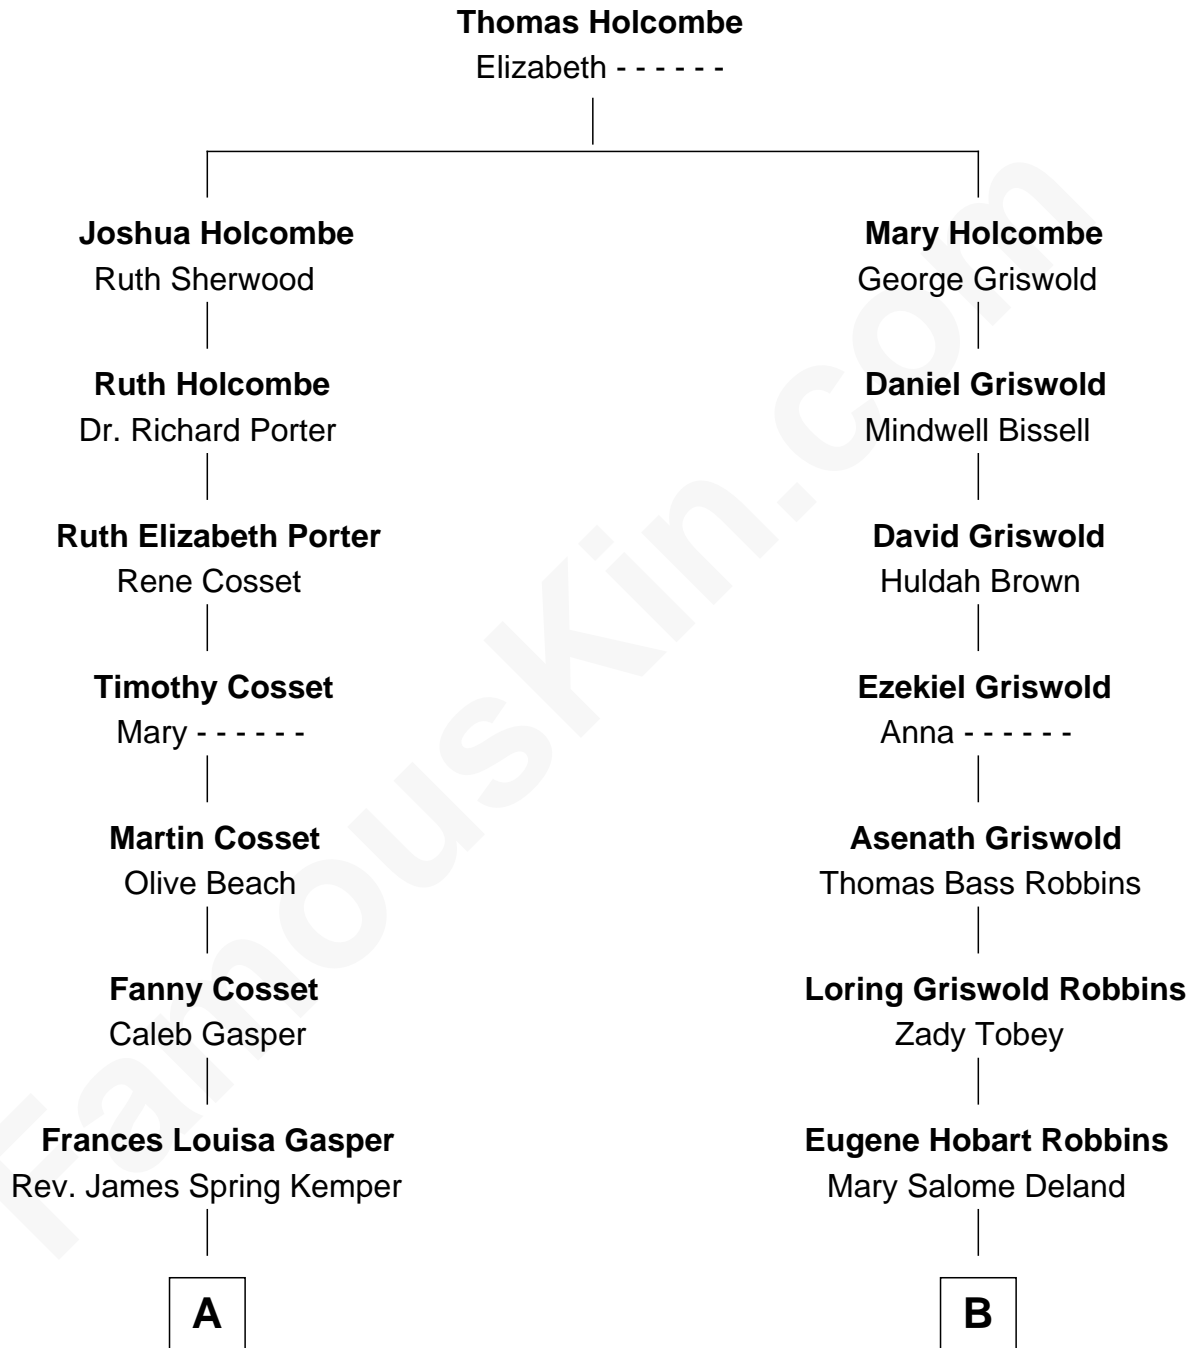 Thomas Holcombe
Elizabeth - - - - - -
Joshua Holcombe
Ruth Sherwood
Mary Holcombe
George Griswold
Ruth Holcombe
Dr. Richard Porter
Daniel Griswold
Mindwell Bissell
Ruth Elizabeth Porter
Rene Cosset
David Griswold
Huldah Brown
Timothy Cosset
Mary - - - - - -
Ezekiel Griswold
Anna - - - - - -
Martin Cosset
Olive Beach
Asenath Griswold
Thomas Bass Robbins
Fanny Cosset
Caleb Gasper
Loring Griswold Robbins
Zady Tobey
Frances Louisa Gasper
Rev. James Spring Kemper
Eugene Hobart Robbins
Mary Salome Deland
A
B
FamousKin.com